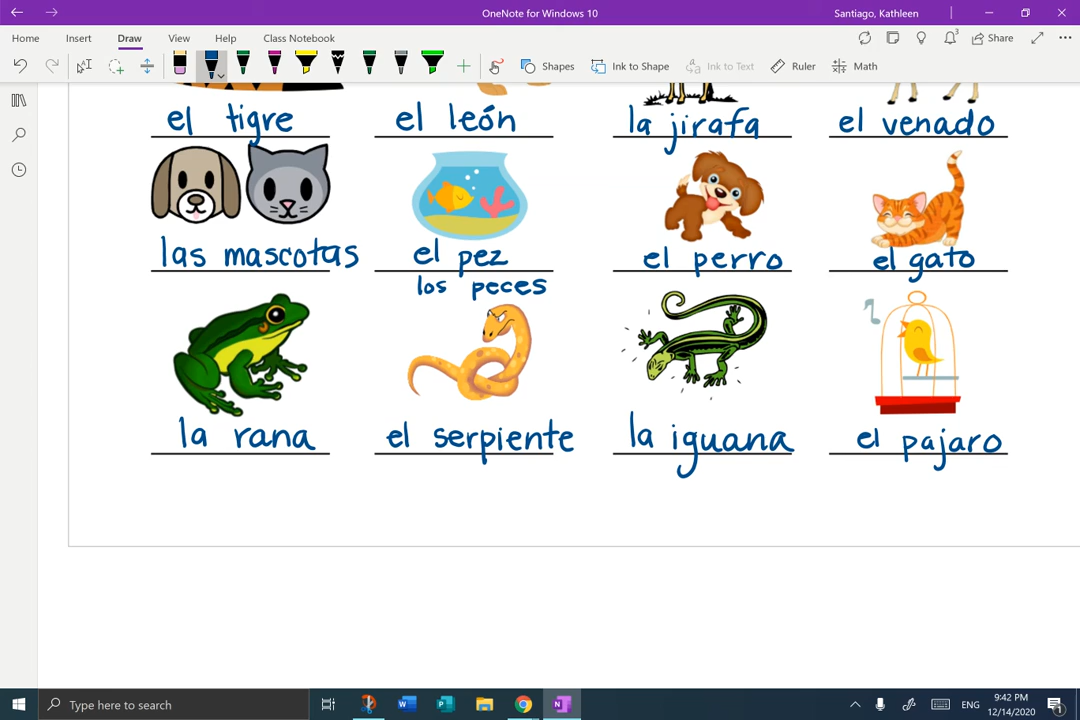 OneNote for Windows 10
Santiago, Kathleen
Home Insert Draw View Help Class Notebook
3 Share
Shapes Ink to Shape Ink to Text Ruler Math
el tigre el león la jirafa el venado
las mascotas el pez el perro el gato
los peces
la rana el serpiente la iguana el pajaro
Type here to search
ENG
9:42 PM
12/14/2020
1